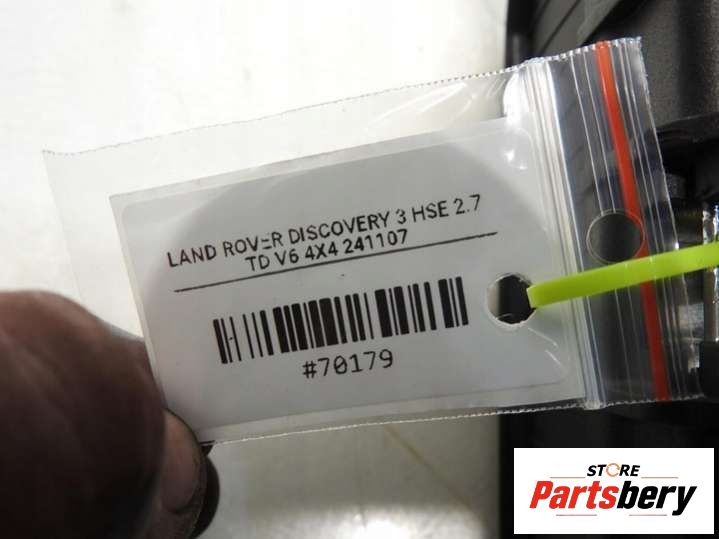 LAND ROVER DISCOVERY 3 HSE 2.7
TD V6 4X4 241107
#70179
STORE
Partsbery